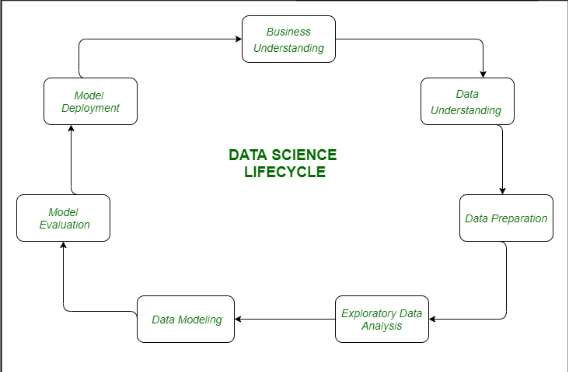 Business
Understanding
Data
Understanding
Data Preparation
Exploratory Data
Analysis
Data Modeling
Model
Evaluation
Model
Deployment
DATA SCIENCE
LIFECYCLE